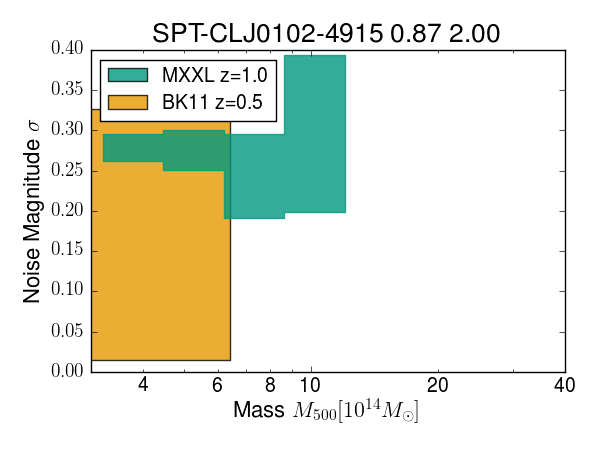 SPT-CLJ0102-4915 0.87 2.00
0.40
0.35
0.30
0.25
0.20
0.15
0.10
0.05
0.00
Noise Magnitude σ
MXXL z=1.0
BK11 z=0.5
4 6 8 10 20 40
Mass M₅₀₀[10¹⁴M☉]